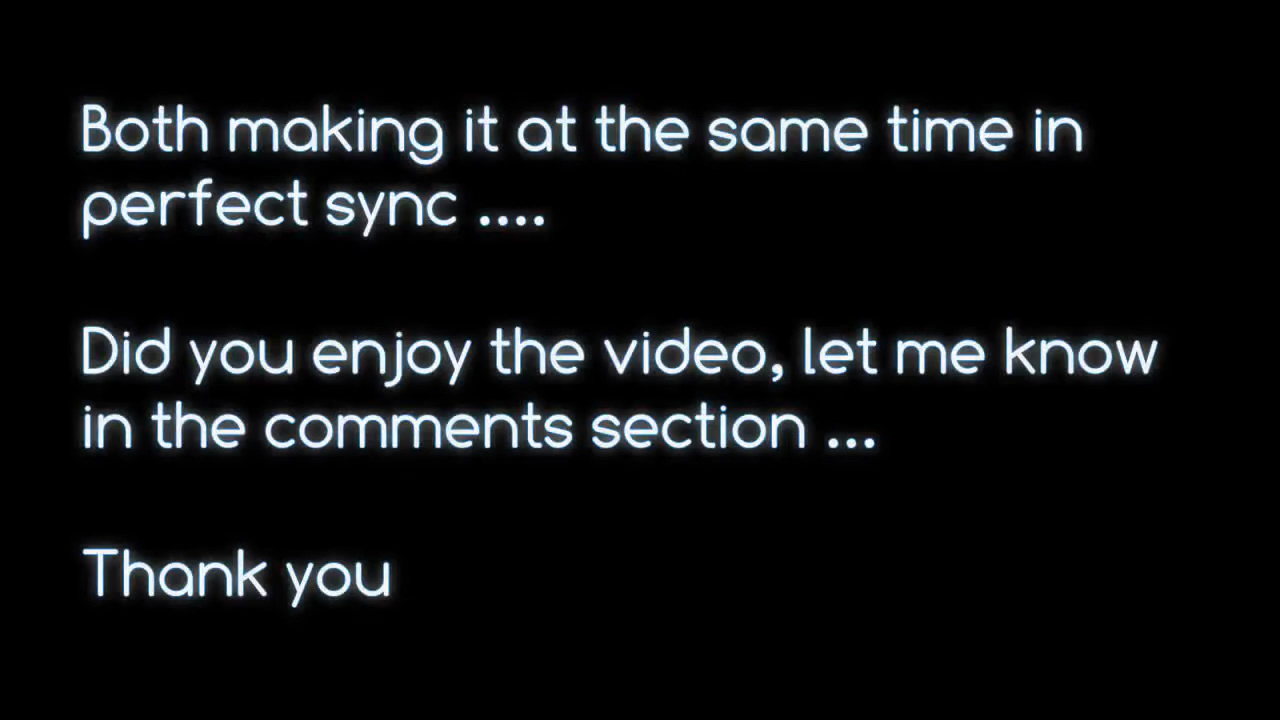 Both making it at the same time in
perfect sync ....
Did you enjoy the video, let me know
in the comments section ...
Thank you